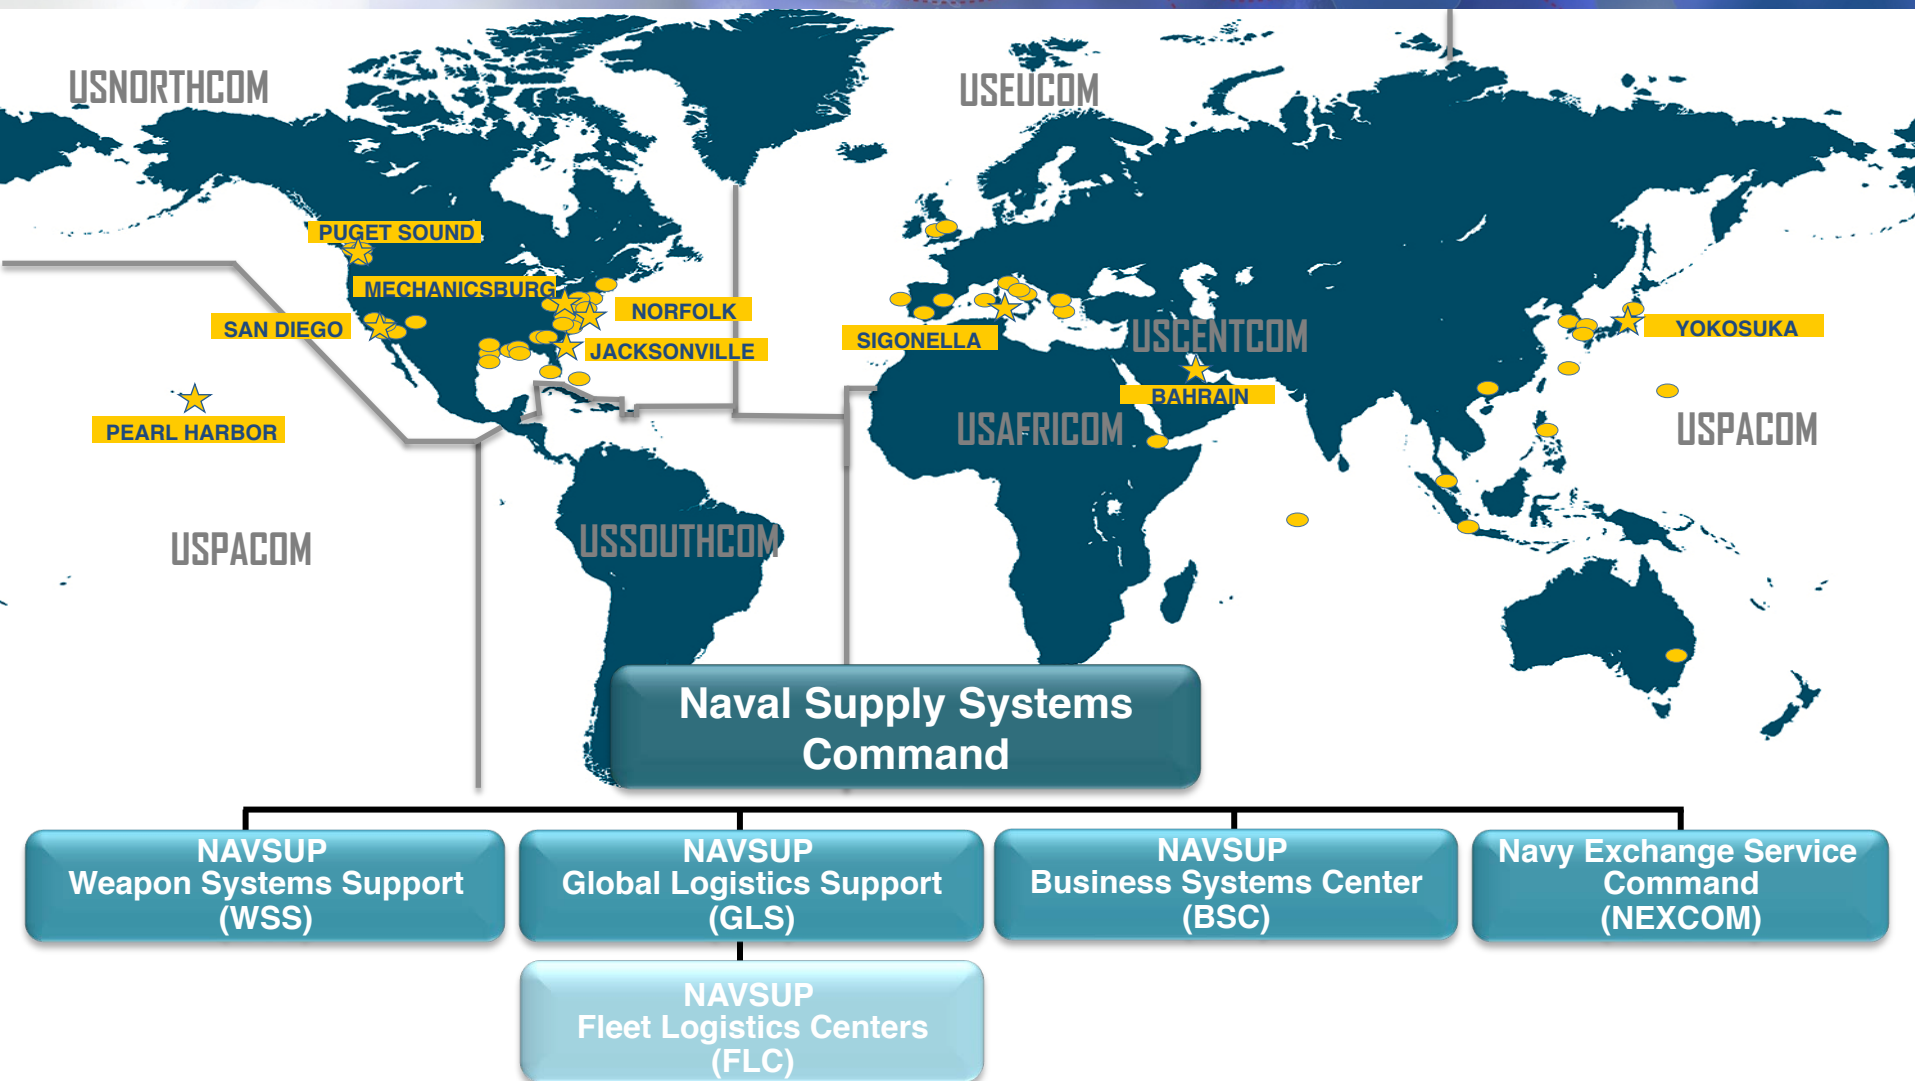 USNORTHCOM
USEUCOM
PUGET SOUND
MECHANICSBURG
NORFOLK
SAN DIEGO
JACKSONVILLE
SIGONELLA
USCENTCOM
YOKOSUKA
BAHRAIN
PEARL HARBOR
USAFRICOM
USPACOM
USPACOM
USSOUTHCOM
Naval Supply Systems
Command
NAVSUP
Weapon Systems Support
(WSS)
NAVSUP
Global Logistics Support
(GLS)
NAVSUP
Business Systems Center
(BSC)
Navy Exchange Service
Command
(NEXCOM)
NAVSUP
Fleet Logistics Centers
(FLC)